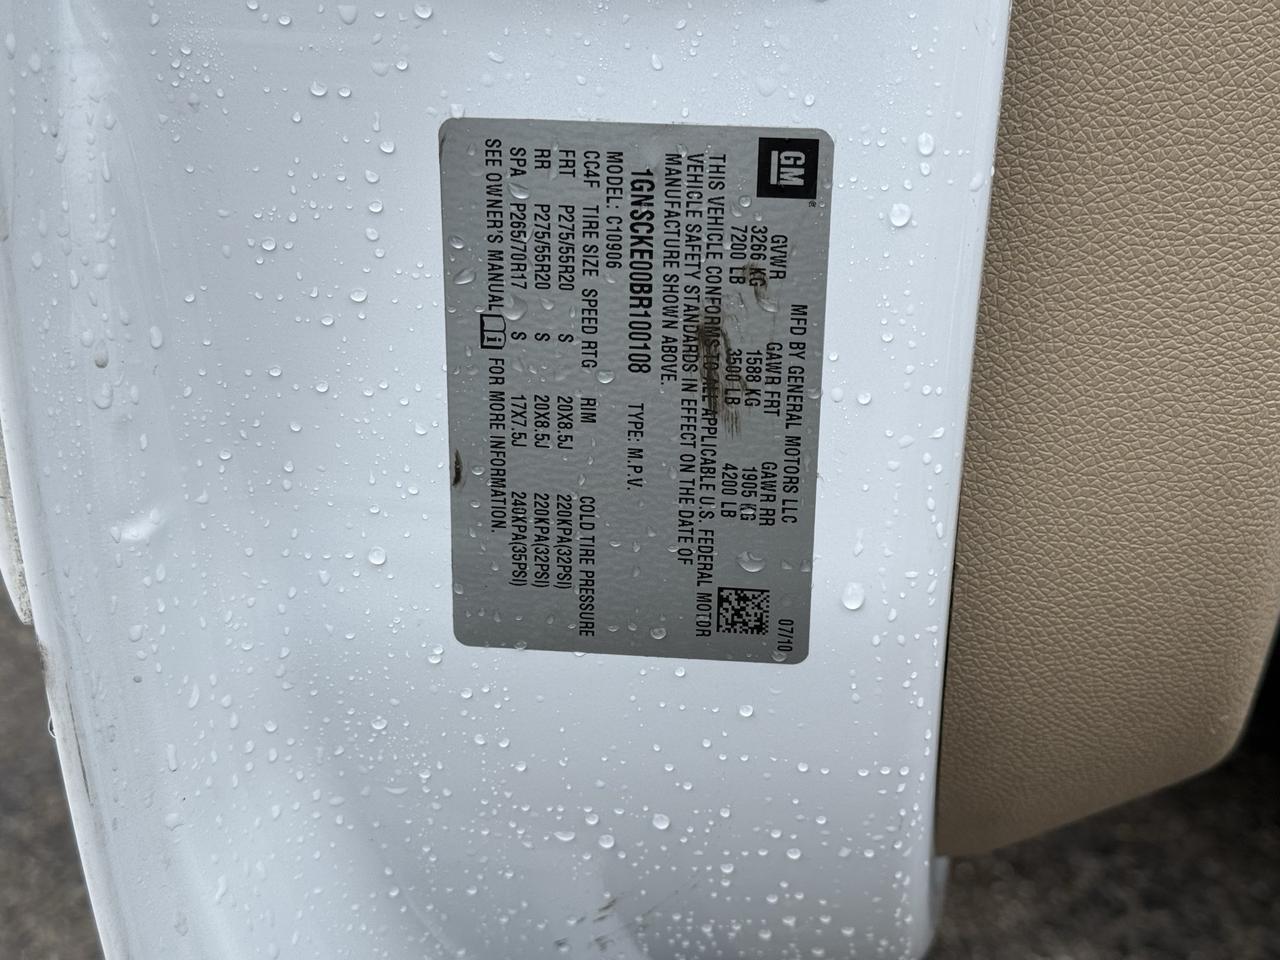 GM
MFD BY GENERAL MOTORS LLC 07/10
GVWR GAWR FRT GAWR RR
3266 KG 1588 KG 1905 KG
7200 LB 3500 LB 4200 LB
THIS VEHICLE CONFORMS TO ALL APPLICABLE U.S. FEDERAL MOTOR
VEHICLE SAFETY STANDARDS IN EFFECT ON THE DATE OF
MANUFACTURE SHOWN ABOVE.
1GNSCKE00BR100108 TYPE: M.P.V.
MODEL: C10906
CC4F TIRE SIZE SPEED RTG RIM COLD TIRE PRESSURE
FRT P275/55R20 S 20X8.5J 220KPA(32PSI)
RR P275/55R20 S 20X8.5J 220KPA(32PSI)
SPA P265/70R17 S 17X7.5J 240KPA(35PSI)
SEE OWNER'S MANUAL FOR MORE INFORMATION.